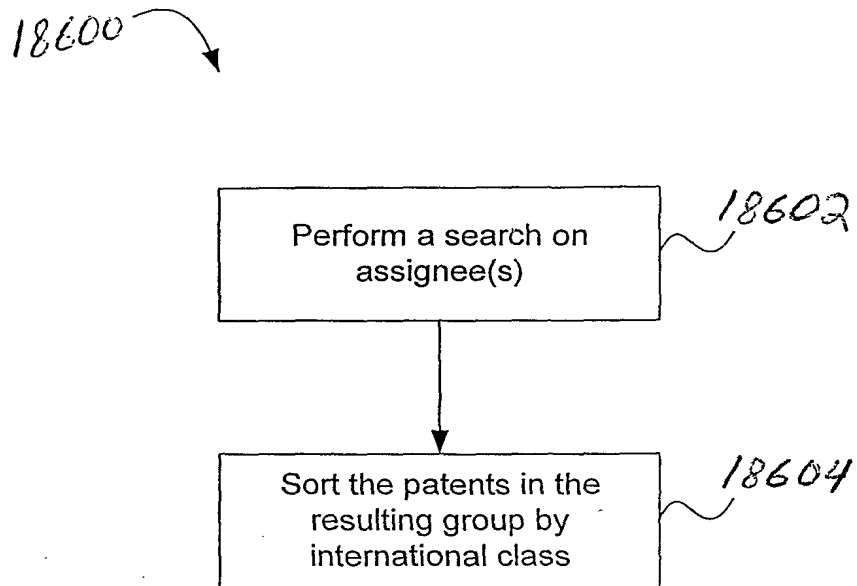 18600
Perform a search on
assignee(s)
18602
Sort the patents in the
resulting group by
international class
18604